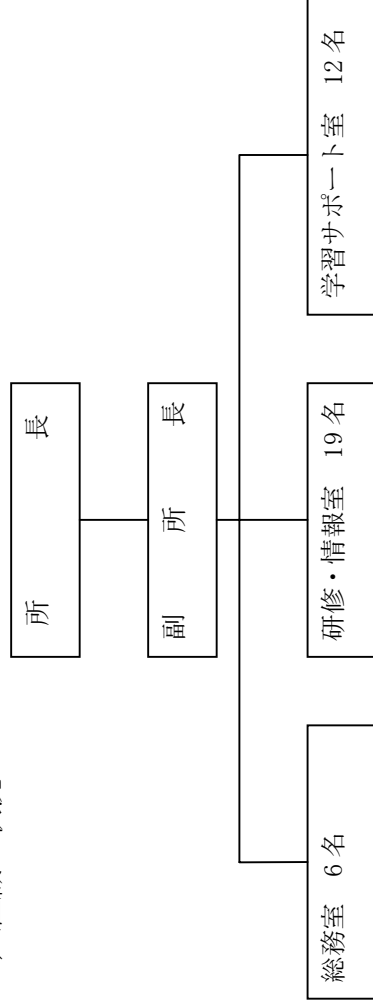 所　　　長
副　所　長
総務室　6名
研修・情報室　19名
学習サポート室　12名